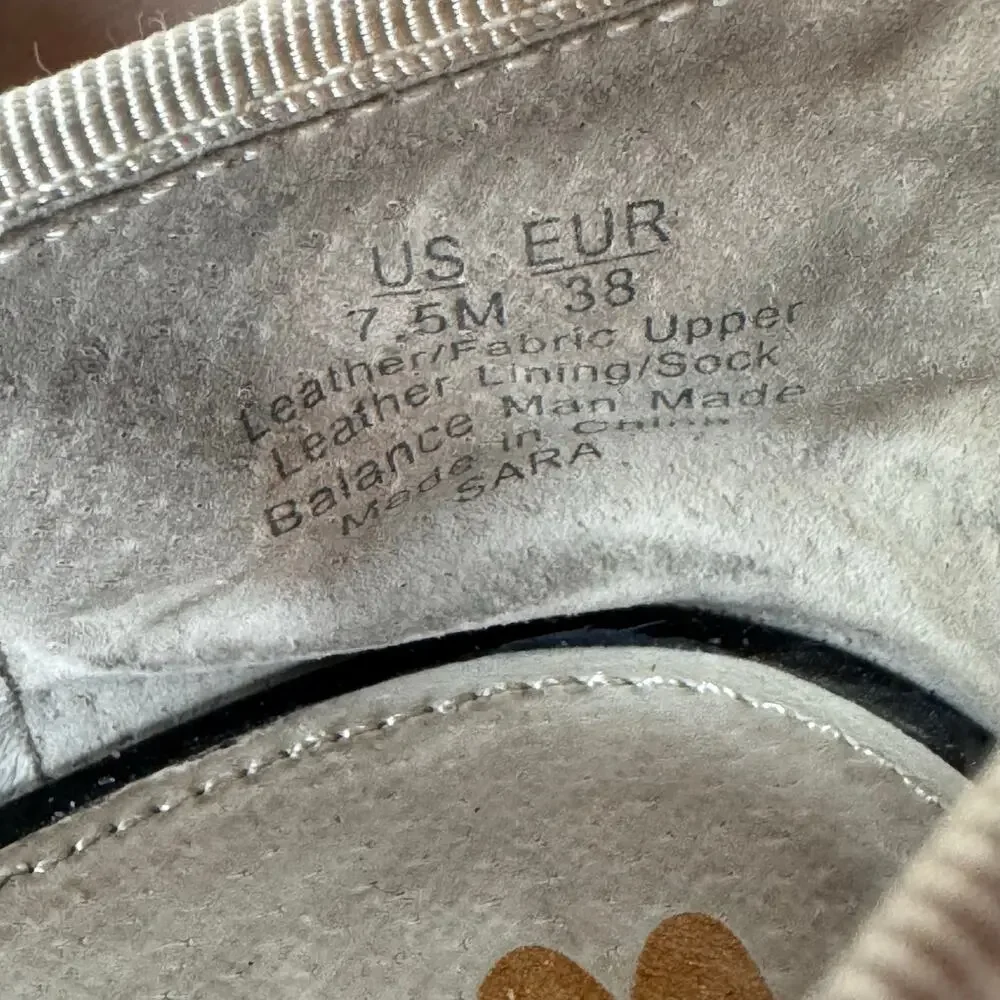 US EUR
7.5M 38
Leather/Fabric Upper
Leather Lining/Sock
Balance Man Made
Made in China
SARA